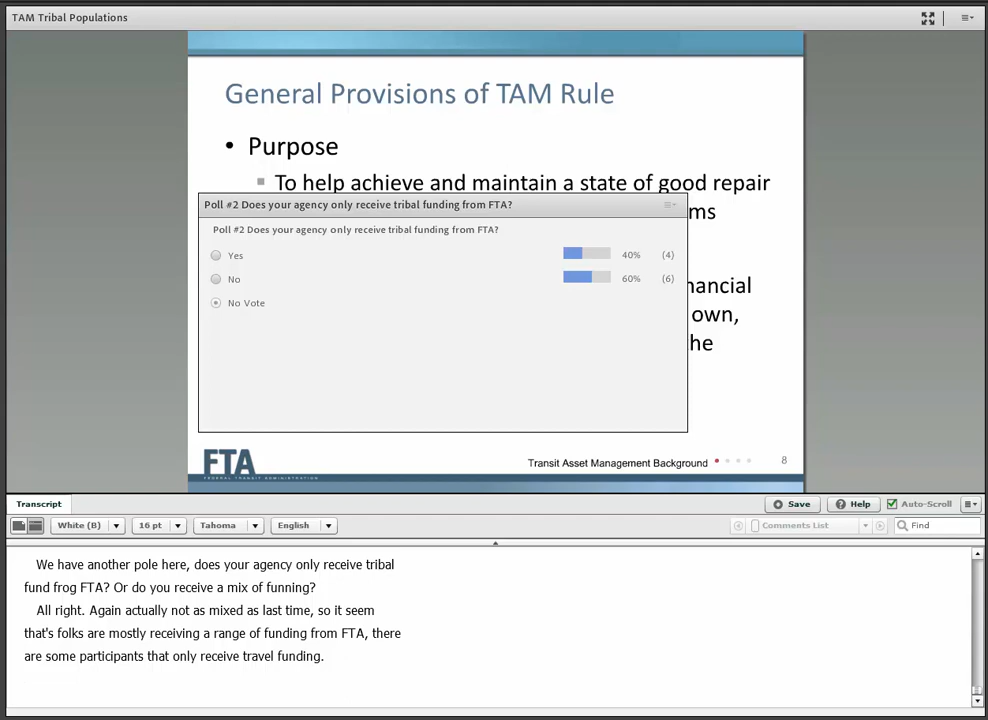 TAM Tribal Populations
General Provisions of TAM Rule
• Purpose
To help achieve and maintain a state of good repair
Poll #2 Does your agency only receive tribal funding from FTA?
ms
Poll #2 Does your agency only receive tribal funding from FTA?
Yes 40% (4)
No 60% (6)
No Vote
nancial
own,
he
FTA
FEDERAL TRANSIT ADMINISTRATION
Transit Asset Management Background 8
Transcript Save Help Auto-Scroll
White (B) 16 pt Tahoma English Comments List Find
We have another pole here, does your agency only receive tribal
fund frog FTA? Or do you receive a mix of funning?
All right. Again actually not as mixed as last time, so it seem
that's folks are mostly receiving a range of funding from FTA, there
are some participants that only receive travel funding.